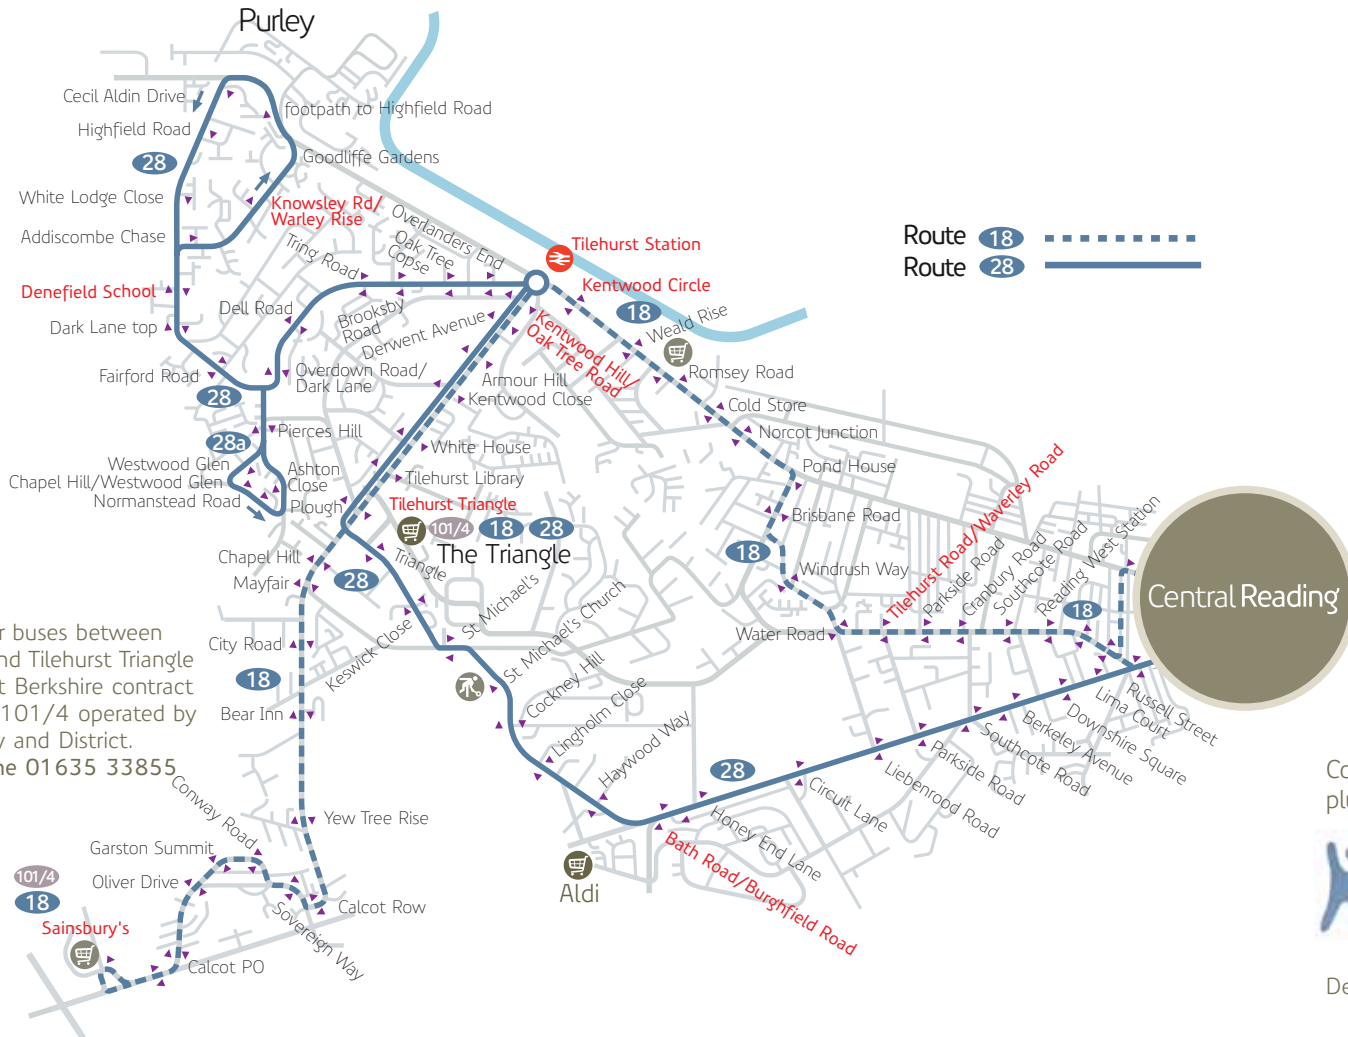 Purley
Cecil Aldin Drive
footpath to Highfield Road
Highfield Road
28
Goodliffe Gardens
White Lodge Close
Knowsley Rd/
Warley Rise
Addiscombe Chase
Overlanders End
Oak Tree
Copse
Tring Road
Tilehurst Station
Kentwood Circle
Route 18
Route 28
Denefield School
Dark Lane top
Dell Road
Brooksby
Road
Derwent Avenue
18
Weald Rise
Kentwood Hill/
Oak Tree Road
Fairford Road
Overdown Road/
Dark Lane
Armour Hill
Kentwood Close
Romsey Road
28
Cold Store
28a
Pierces Hill
White House
Norcot Junction
Westwood Glen
Chapel Hill/Westwood Glen
Normanstead Road
Ashton
Close
Plough
Tilehurst Library
Pond House
Tilehurst Triangle
101/4
18
28
The Triangle
Brisbane Road
Tilehurst Road/Waverley Road
Parkside Road
Cranbury Road
Southcote Road
Reading West Station
Chapel Hill
Mayfair
28
Triangle
18
Windrush Way
18
Central Reading
St Michael's
St Michael's Church
Water Road
r buses between
nd Tilehurst Triangle
t Berkshire contract
101/4 operated by
y and District.
ne 01635 33855
City Road
Keswick Close
18
Bear Inn
Cockney Hill
Lingholm Close
Haywood Way
28
Russell Street
Lima Court
Downshire Square
Berkeley Avenue
Southcote Road
Parkside Road
Liebenrood Road
Circuit Lane
Honey End Lane
Bath Road/Burghfield Road
Aldi
Yew Tree Rise
Conway Road
Garston Summit
Oliver Drive
101/4
18
Sainsbury's
Calcot Row
Sovereign Way
Calcot PO
Co
plu
De